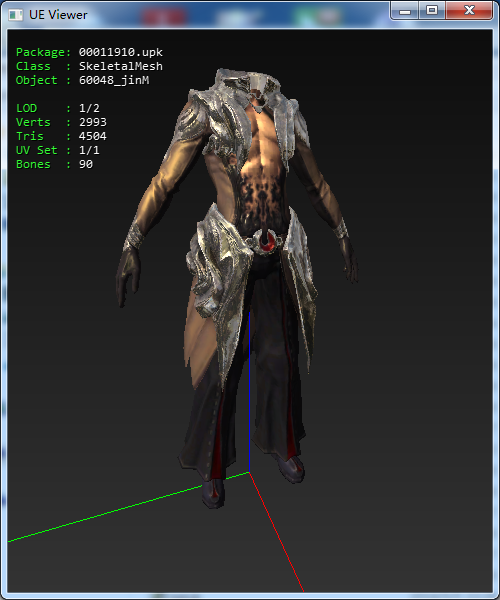 UE Viewer
Package: 00011910.upk
Class : SkeletalMesh
Object : 60048_jinM
LOD : 1/2
Verts : 2993
Tris : 4504
UV Set : 1/1
Bones : 90